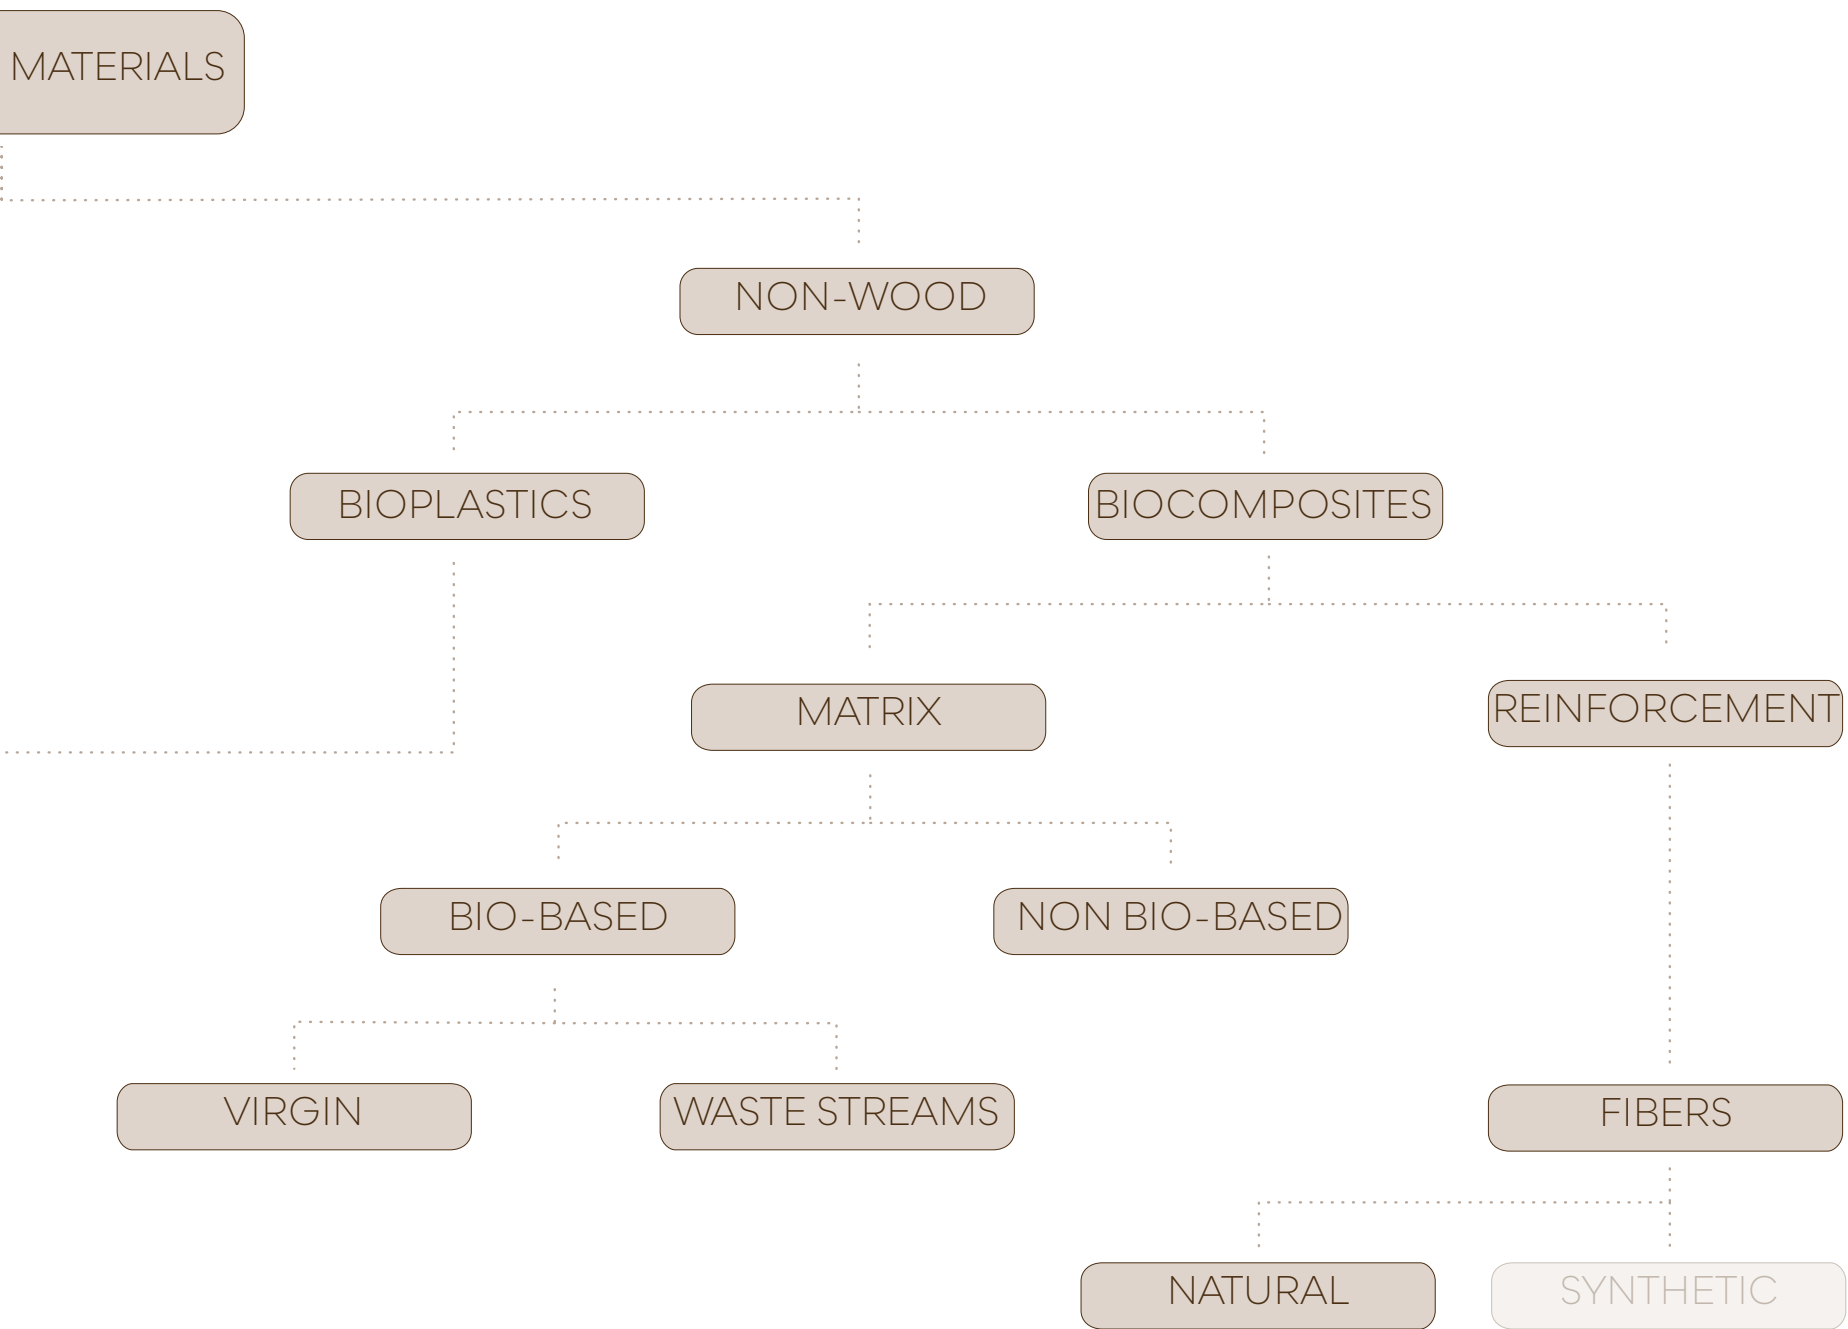 MATERIALS
NON-WOOD
BIOPLASTICS
BIOCOMPOSITES
MATRIX
REINFORCEMENT
BIO-BASED
NON BIO-BASED
VIRGIN
WASTE STREAMS
FIBERS
NATURAL
SYNTHETIC